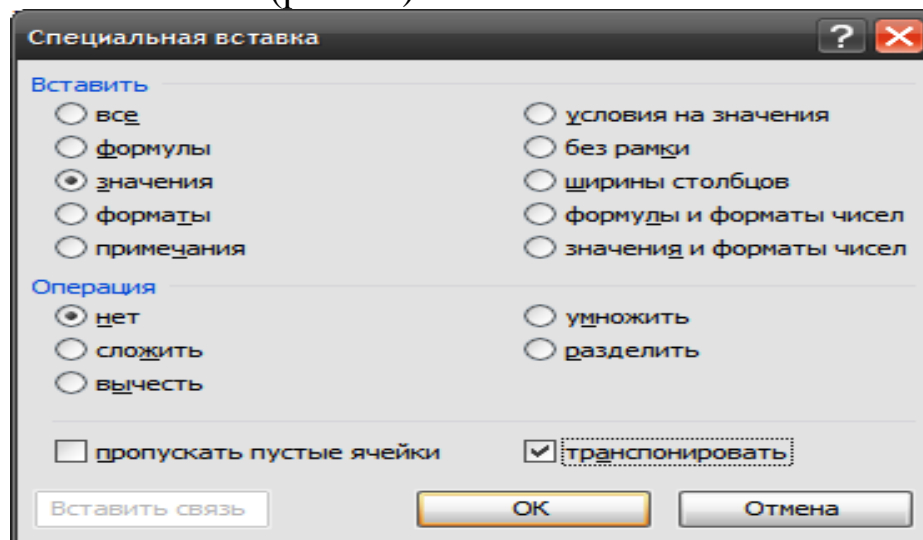 Специальная вставка
Вставить
все
условия на значения
формулы
без рамки
значения
ширины столбцов
форматы
формулы и форматы чисел
примечания
значения и форматы чисел
Операция
нет
умножить
сложить
разделить
вычесть
пропускать пустые ячейки
транспонировать
Вставить связь
ОК
Отмена